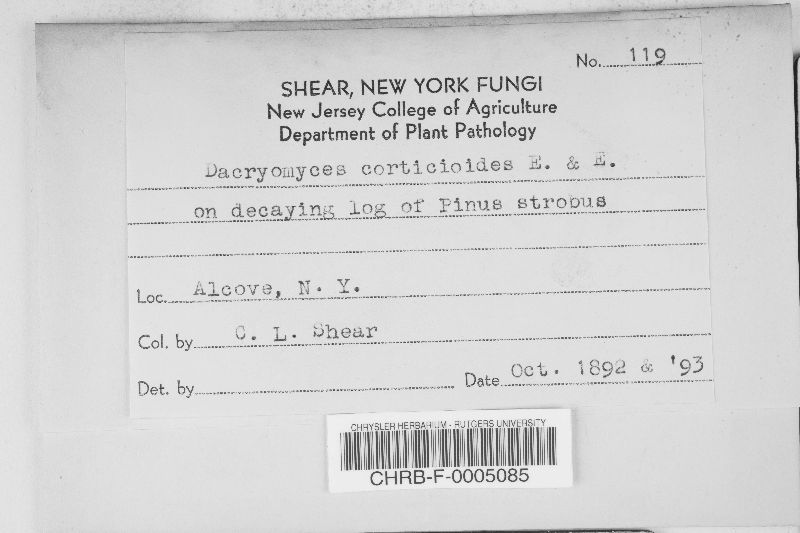 No. 119
SHEAR, NEW YORK FUNGI
New Jersey College of Agriculture
Department of Plant Pathology
Dacryomyces corticioides E. & E.
on decaying log of Pinus strobus
Loc. Alcove, N. Y.
Col. by C. L. Shear
Det. by
Date Oct. 1892 & '93
CHRYSLER HERBARIUM - RUTGERS UNIVERSITY
CHRB-F-0005085